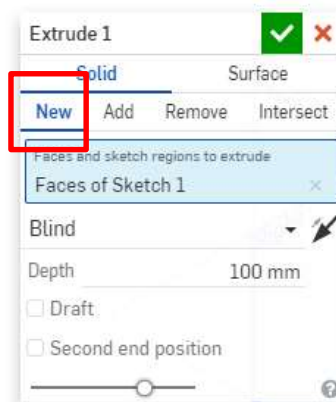 Extrude 1
Solid Surface
New Add Remove Intersect
Faces and sketch regions to extrude
Faces of Sketch 1
Blind
Depth 100 mm
Draft
Second end position